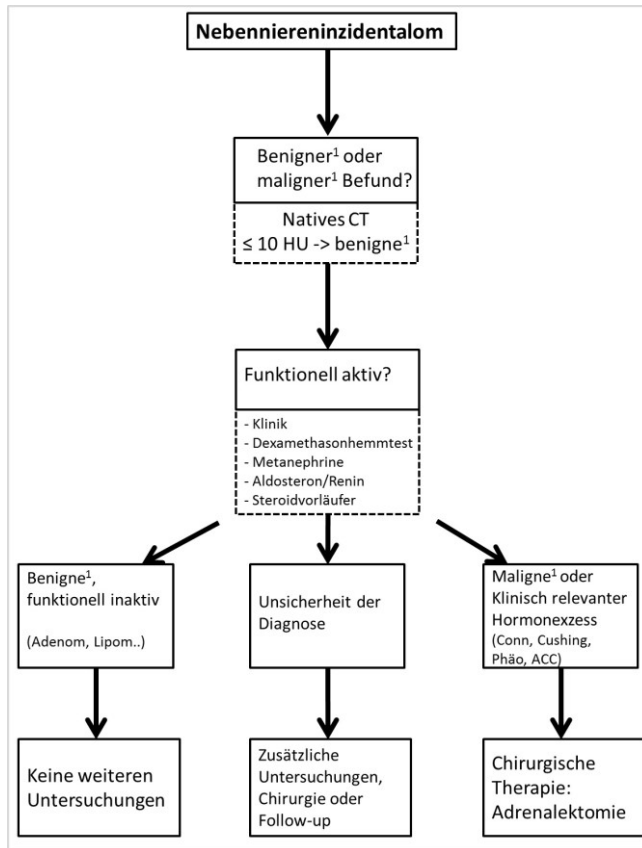 Nebenniereninzidentalom
Benigner¹ oder
maligner¹ Befund?
Natives CT
≤ 10 HU -> benigne¹
Funktionell aktiv?
- Klinik
- Dexamethasonhemmtest
- Metanephrine
- Aldosteron/Renin
- Steroidvorläufer
Benigne¹,
funktionell inaktiv
(Adenom, Lipom..)
Unsicherheit der
Diagnose
Maligne¹ oder
Klinisch relevanter
Hormonexzess
(Conn, Cushing,
Phäo, ACC)
Keine weiteren
Untersuchungen
Zusätzliche
Untersuchungen,
Chirurgie oder
Follow-up
Chirurgische
Therapie:
Adrenalektomie